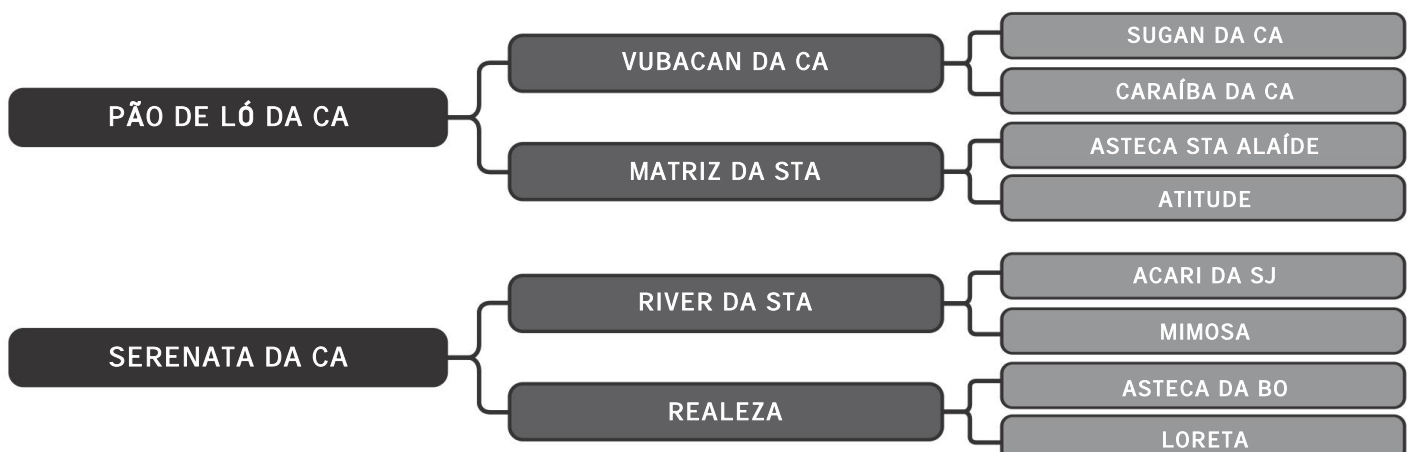 PÃO DE LÓ DA CA
VUBACAN DA CA
SUGAN DA CA
CARAÍBA DA CA
MATRIZ DA STA
ASTECA STA ALAÍDE
ATITUDE
SERENATA DA CA
RIVER DA STA
ACARI DA SJ
MIMOSA
REALEZA
ASTECA DA BO
LORETA